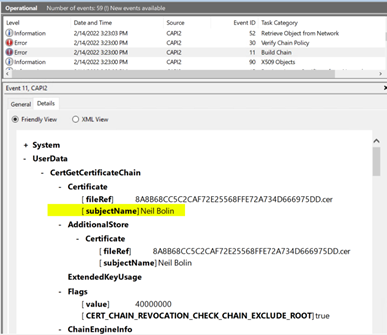 Operational Number of events: 59 (!) New events available
Level Date and Time Source Event ID Task Category
Information 2/14/2022 3:23:03 PM CAPI2 52 Retrieve Object from Network
Error 2/14/2022 3:23:00 PM CAPI2 30 Verify Chain Policy
Error 2/14/2022 3:23:00 PM CAPI2 11 Build Chain
Information 2/14/2022 3:23:00 PM CAPI2 90 X509 Objects
Event 11, CAPI2
General Details
Friendly View XML View
+ System
- UserData
- CertGetCertificateChain
- Certificate
[ fileRef] 8A8B68CC5C2CAF72E25568FFE72A734D666975DD.cer
[ subjectName] Neil Bolin
- AdditionalStore
- Certificate
[ fileRef] 8A8B68CC5C2CAF72E25568FFE72A734D666975DD.cer
[ subjectName] Neil Bolin
ExtendedKeyUsage
- Flags
[ value] 40000000
[ CERT_CHAIN_REVOCATION_CHECK_CHAIN_EXCLUDE_ROOT] true
- ChainEngineInfo